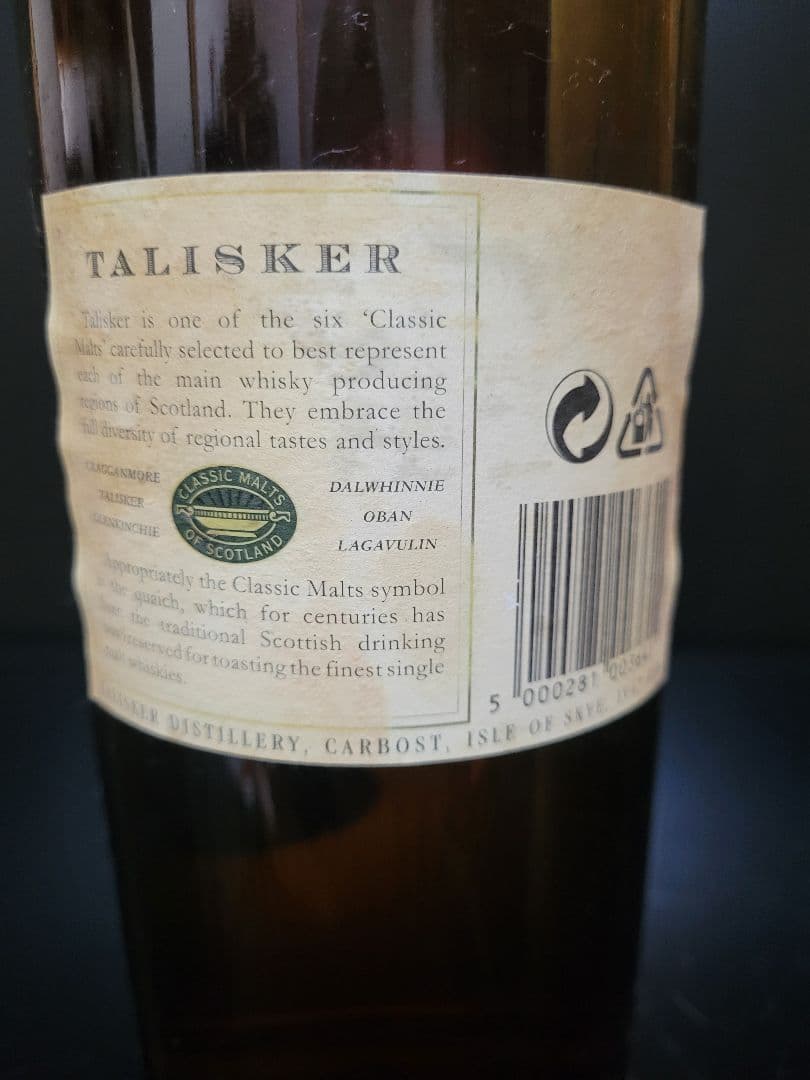 TALISKER
Talisker is one of the six ‘Classic
Malts’ carefully selected to best represent
each of the main whisky producing
regions of Scotland. They embrace the
full diversity of regional tastes and styles.
CRAGGANMORE
TALISKER
GLENKINCHIE
CLASSIC MALTS
OF SCOTLAND
DALWHINNIE
OBAN
LAGAVULIN
Appropriately the Classic Malts symbol
is the quaich, which for centuries has
been the traditional Scottish drinking
vessel reserved for toasting the finest single
malt whiskies.
5 000281
TALISKER DISTILLERY, CARBOST, ISLE OF SKYE,